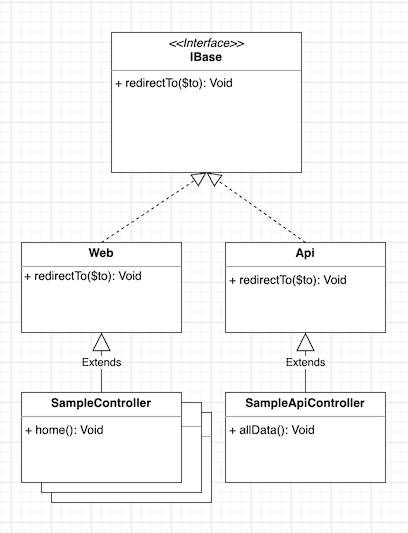 <<Interface>>
IBase
+ redirectTo($to): Void
Web
+ redirectTo($to): Void
Api
+ redirectTo($to): Void
Extends
Extends
SampleController
+ home(): Void
SampleApiController
+ allData(): Void